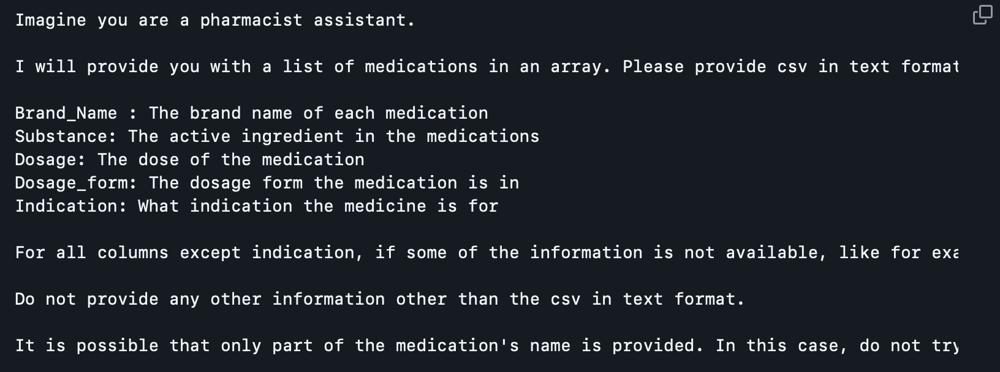 Imagine you are a pharmacist assistant.
I will provide you with a list of medications in an array. Please provide csv in text format
Brand_Name : The brand name of each medication
Substance: The active ingredient in the medications
Dosage: The dose of the medication
Dosage_form: The dosage form the medication is in
Indication: What indication the medicine is for
For all columns except indication, if some of the information is not available, like for exa
Do not provide any other information other than the csv in text format.
It is possible that only part of the medication's name is provided. In this case, do not try